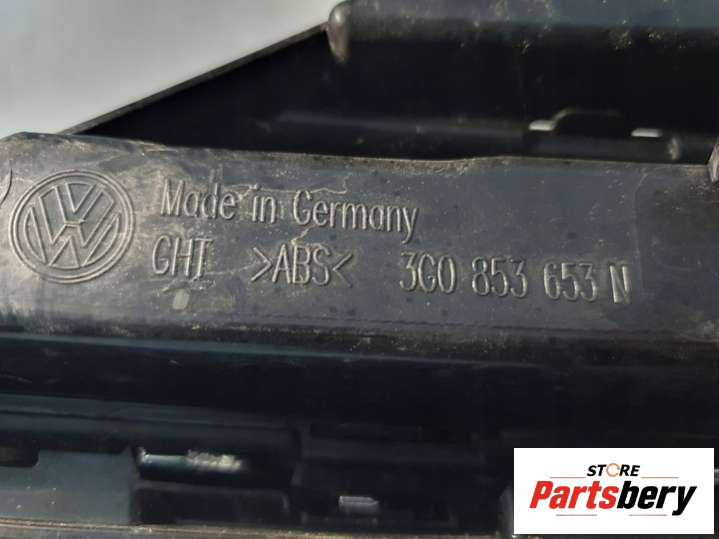 Made in Germany
GHT >ABS< 3G0 853 653 N
STORE
Partsbery